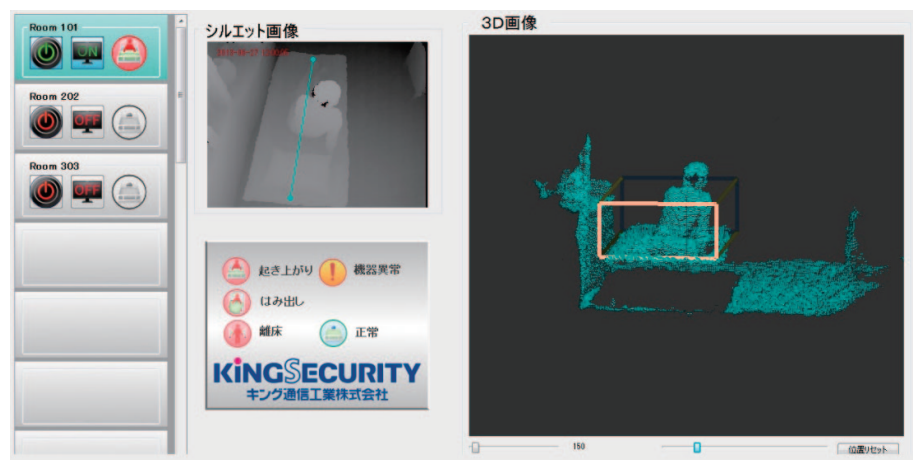 Room 101
ON
Room 202
OFF
Room 303
OFF
シルエット画像
起き上がり
機器異常
はみ出し
離床
正常
KiNGSECURITY
キング通信工業株式会社
3D画像
150
位置リセット